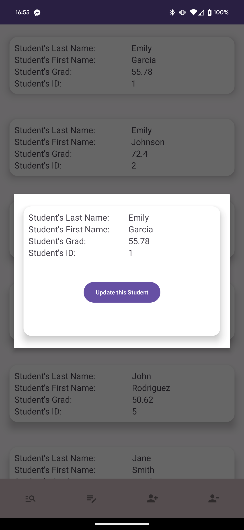 16:55
100%
Student's Last Name: Emily
Student's First Name: Garcia
Student's Grad: 55.78
Student's ID: 1
Student's Last Name: Emily
Student's First Name: Johnson
Student's Grad: 72.4
Student's ID: 2
Student's Last Name: Emily
Student's First Name: Garcia
Student's Grad: 55.78
Student's ID: 1
Update this Student
Student's Last Name: John
Student's First Name: Rodriguez
Student's Grad: 50.62
Student's ID: 5
Student's Last Name: Jane
Student's First Name: Smith